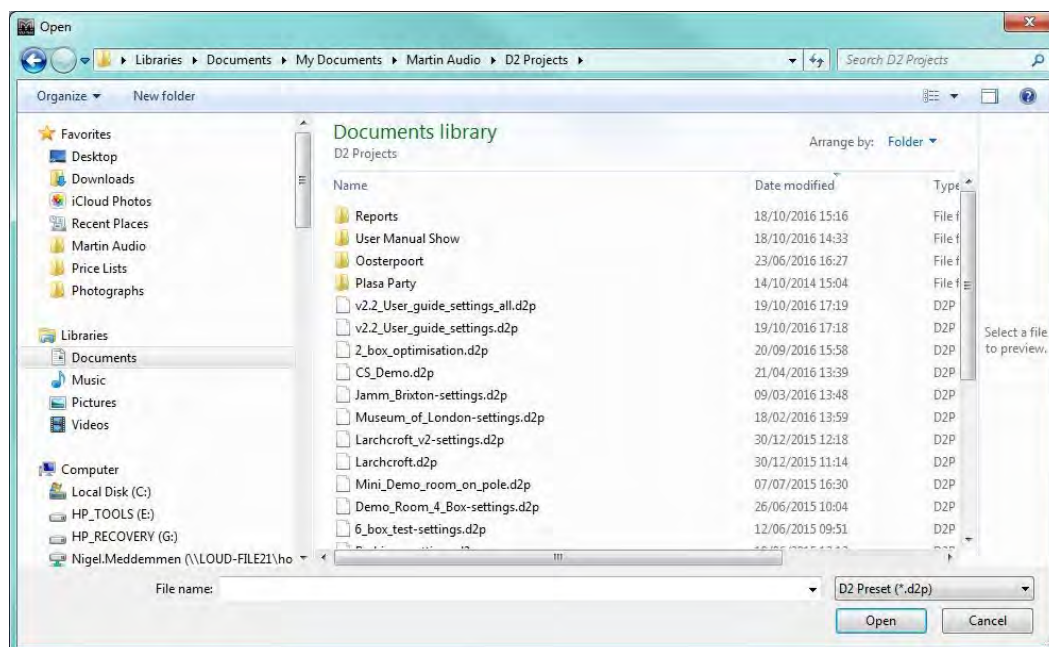 Open
Libraries Documents My Documents Martin Audio D2 Projects
Search D2 Projects
Organize New folder
Favorites
Desktop
Downloads
iCloud Photos
Recent Places
Martin Audio
Price Lists
Photographs
Libraries
Documents
Music
Pictures
Videos
Computer
Local Disk (C:)
HP_TOOLS (E:)
HP_RECOVERY (G:)
Nigel.Meddemmen (\\LOUD-FILE21\ho
Documents library
D2 Projects
Arrange by: Folder
Name Date modified Type
Reports 18/10/2016 15:16 File f
User Manual Show 18/10/2016 14:33 File f
Oosterpoort 23/06/2016 16:27 File f
Plasa Party 14/10/2014 15:04 File f
v2.2_User_guide_settings_all.d2p 19/10/2016 17:19 D2P
v2.2_User_guide_settings.d2p 19/10/2016 17:18 D2P
2_box_optimisation.d2p 20/09/2016 15:58 D2P
CS_Demo.d2p 21/04/2016 13:39 D2P
Jamm_Brixton-settings.d2p 09/03/2016 13:48 D2P
Museum_of_London-settings.d2p 18/02/2016 13:59 D2P
Larchcroft_v2-settings.d2p 30/12/2015 12:18 D2P
Larchcroft.d2p 30/12/2015 11:14 D2P
Mini_Demo_room_on_pole.d2p 07/07/2015 16:30 D2P
Demo_Room_4_Box-settings.d2p 26/06/2015 10:04 D2P
6_box_test-settings.d2p 12/06/2015 09:51 D2P
Select a file
to preview.
File name:
D2 Preset (*.d2p)
Open Cancel